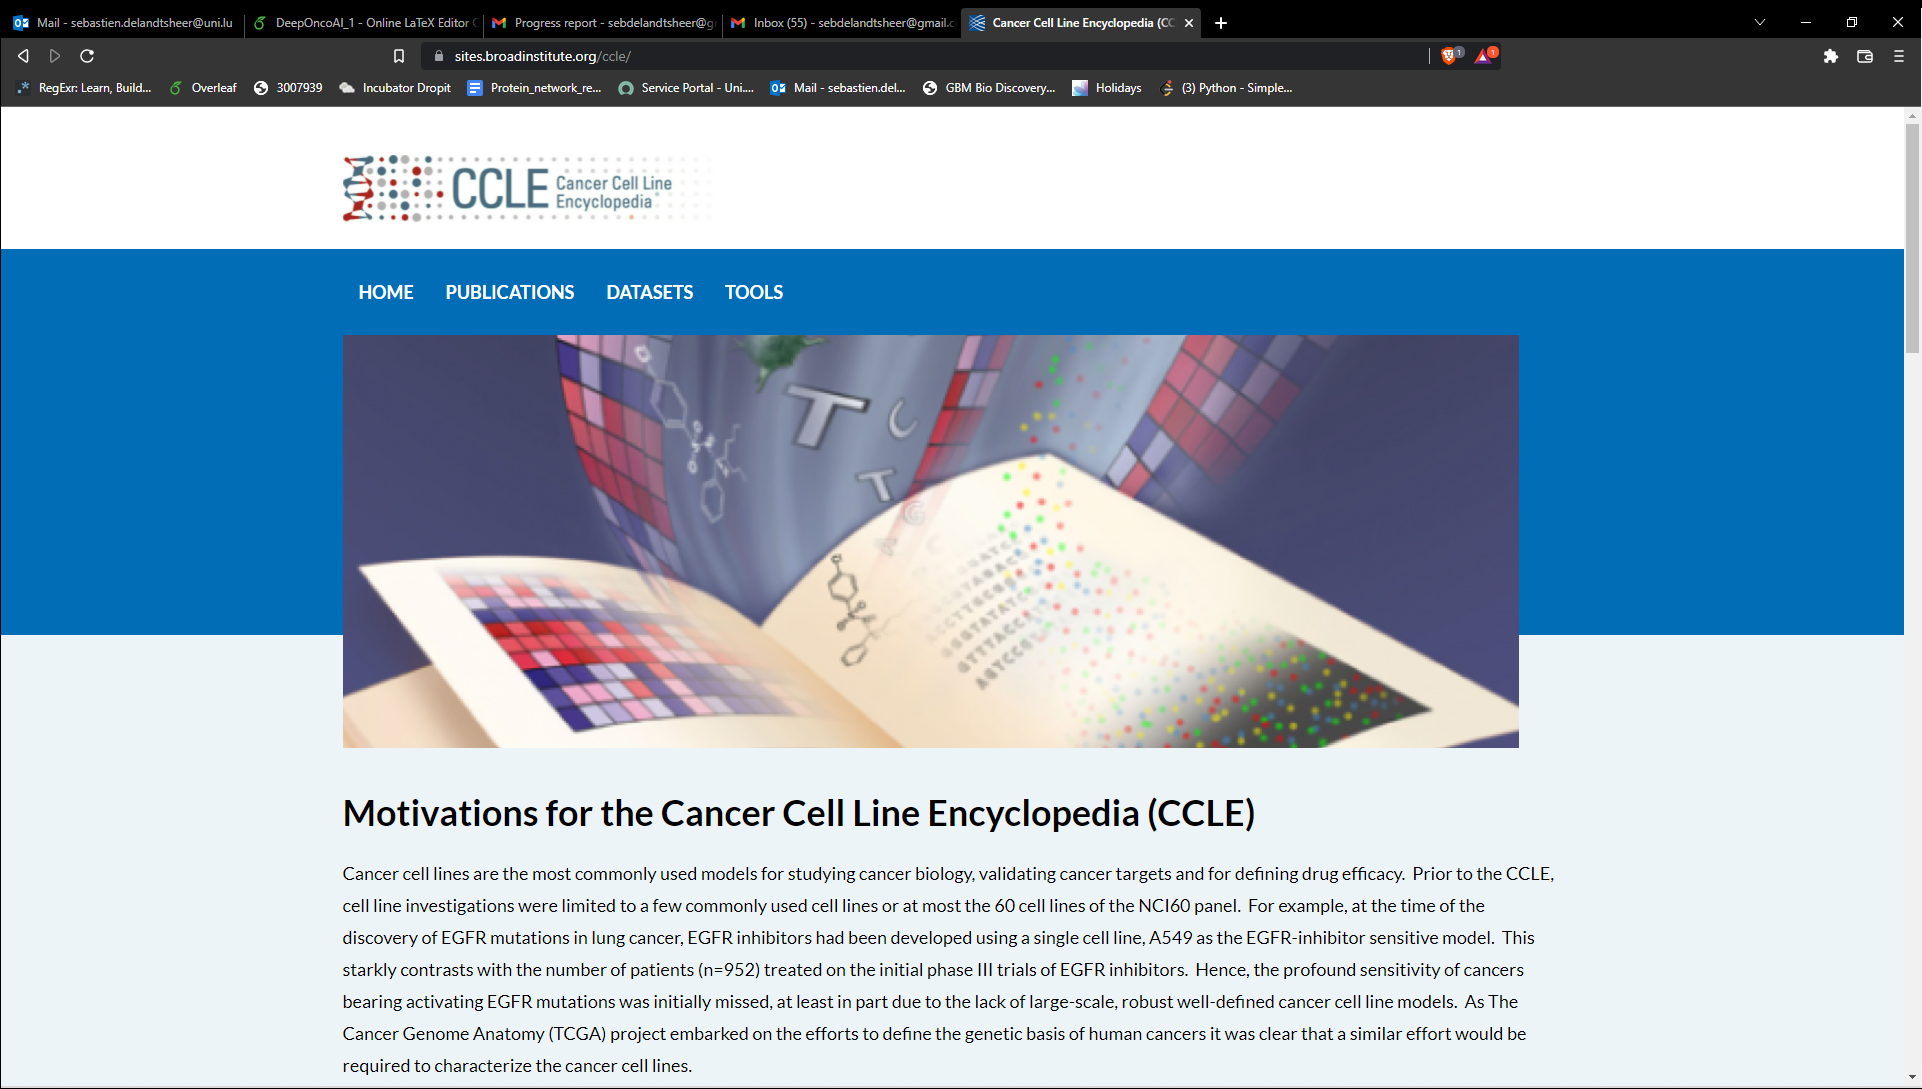 Mail - sebastien.delandtsheer@uni.lu
DeepOncoAI_1 - Online LaTeX Editor
Progress report - sebdelandtsheer@g
Inbox (55) - sebdelandtsheer@gmail.c
Cancer Cell Line Encyclopedia (CC
sites.broadinstitute.org/ccle/
1
1
RegExr: Learn, Build...
Overleaf
3007939
Incubator Dropit
Protein_network_re...
Service Portal - Uni....
Mail - sebastien.del...
GBM Bio Discovery...
Holidays
(3) Python - Simple...
CCLE Cancer Cell Line
Encyclopedia
HOME
PUBLICATIONS
DATASETS
TOOLS
T
C
T
G
A
C
GTTTACCA
AGTCCGT
Motivations for the Cancer Cell Line Encyclopedia (CCLE)
Cancer cell lines are the most commonly used models for studying cancer biology, validating cancer targets and for defining drug efficacy.  Prior to the CCLE,
cell line investigations were limited to a few commonly used cell lines or at most the 60 cell lines of the NCI60 panel.  For example, at the time of the
discovery of EGFR mutations in lung cancer, EGFR inhibitors had been developed using a single cell line, A549 as the EGFR-inhibitor sensitive model.  This
starkly contrasts with the number of patients (n=952) treated on the initial phase III trials of EGFR inhibitors.  Hence, the profound sensitivity of cancers
bearing activating EGFR mutations was initially missed, at least in part due to the lack of large-scale, robust well-defined cancer cell line models.  As The
Cancer Genome Anatomy (TCGA) project embarked on the efforts to define the genetic basis of human cancers it was clear that a similar effort would be
required to characterize the cancer cell lines.